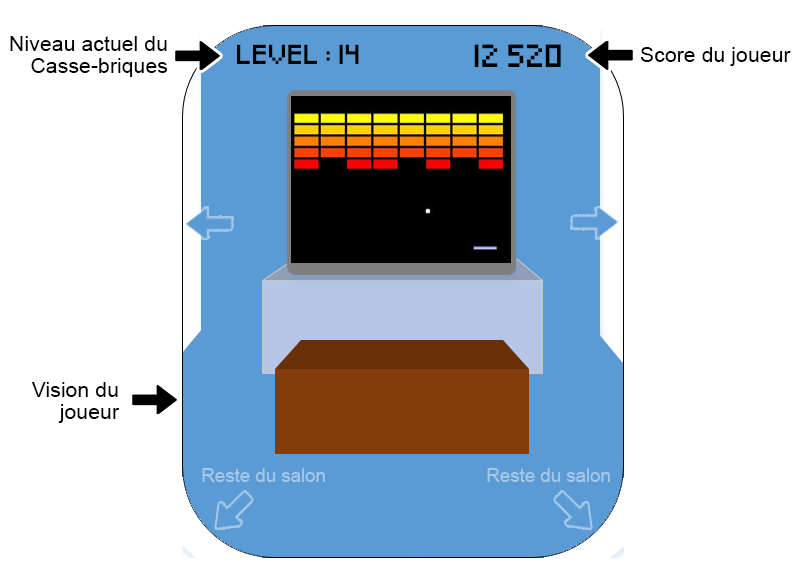 Niveau actuel du
Casse-briques
LEVEL : 14
12 520
Score du joueur
Vision du
joueur
Reste du salon
Reste du salon